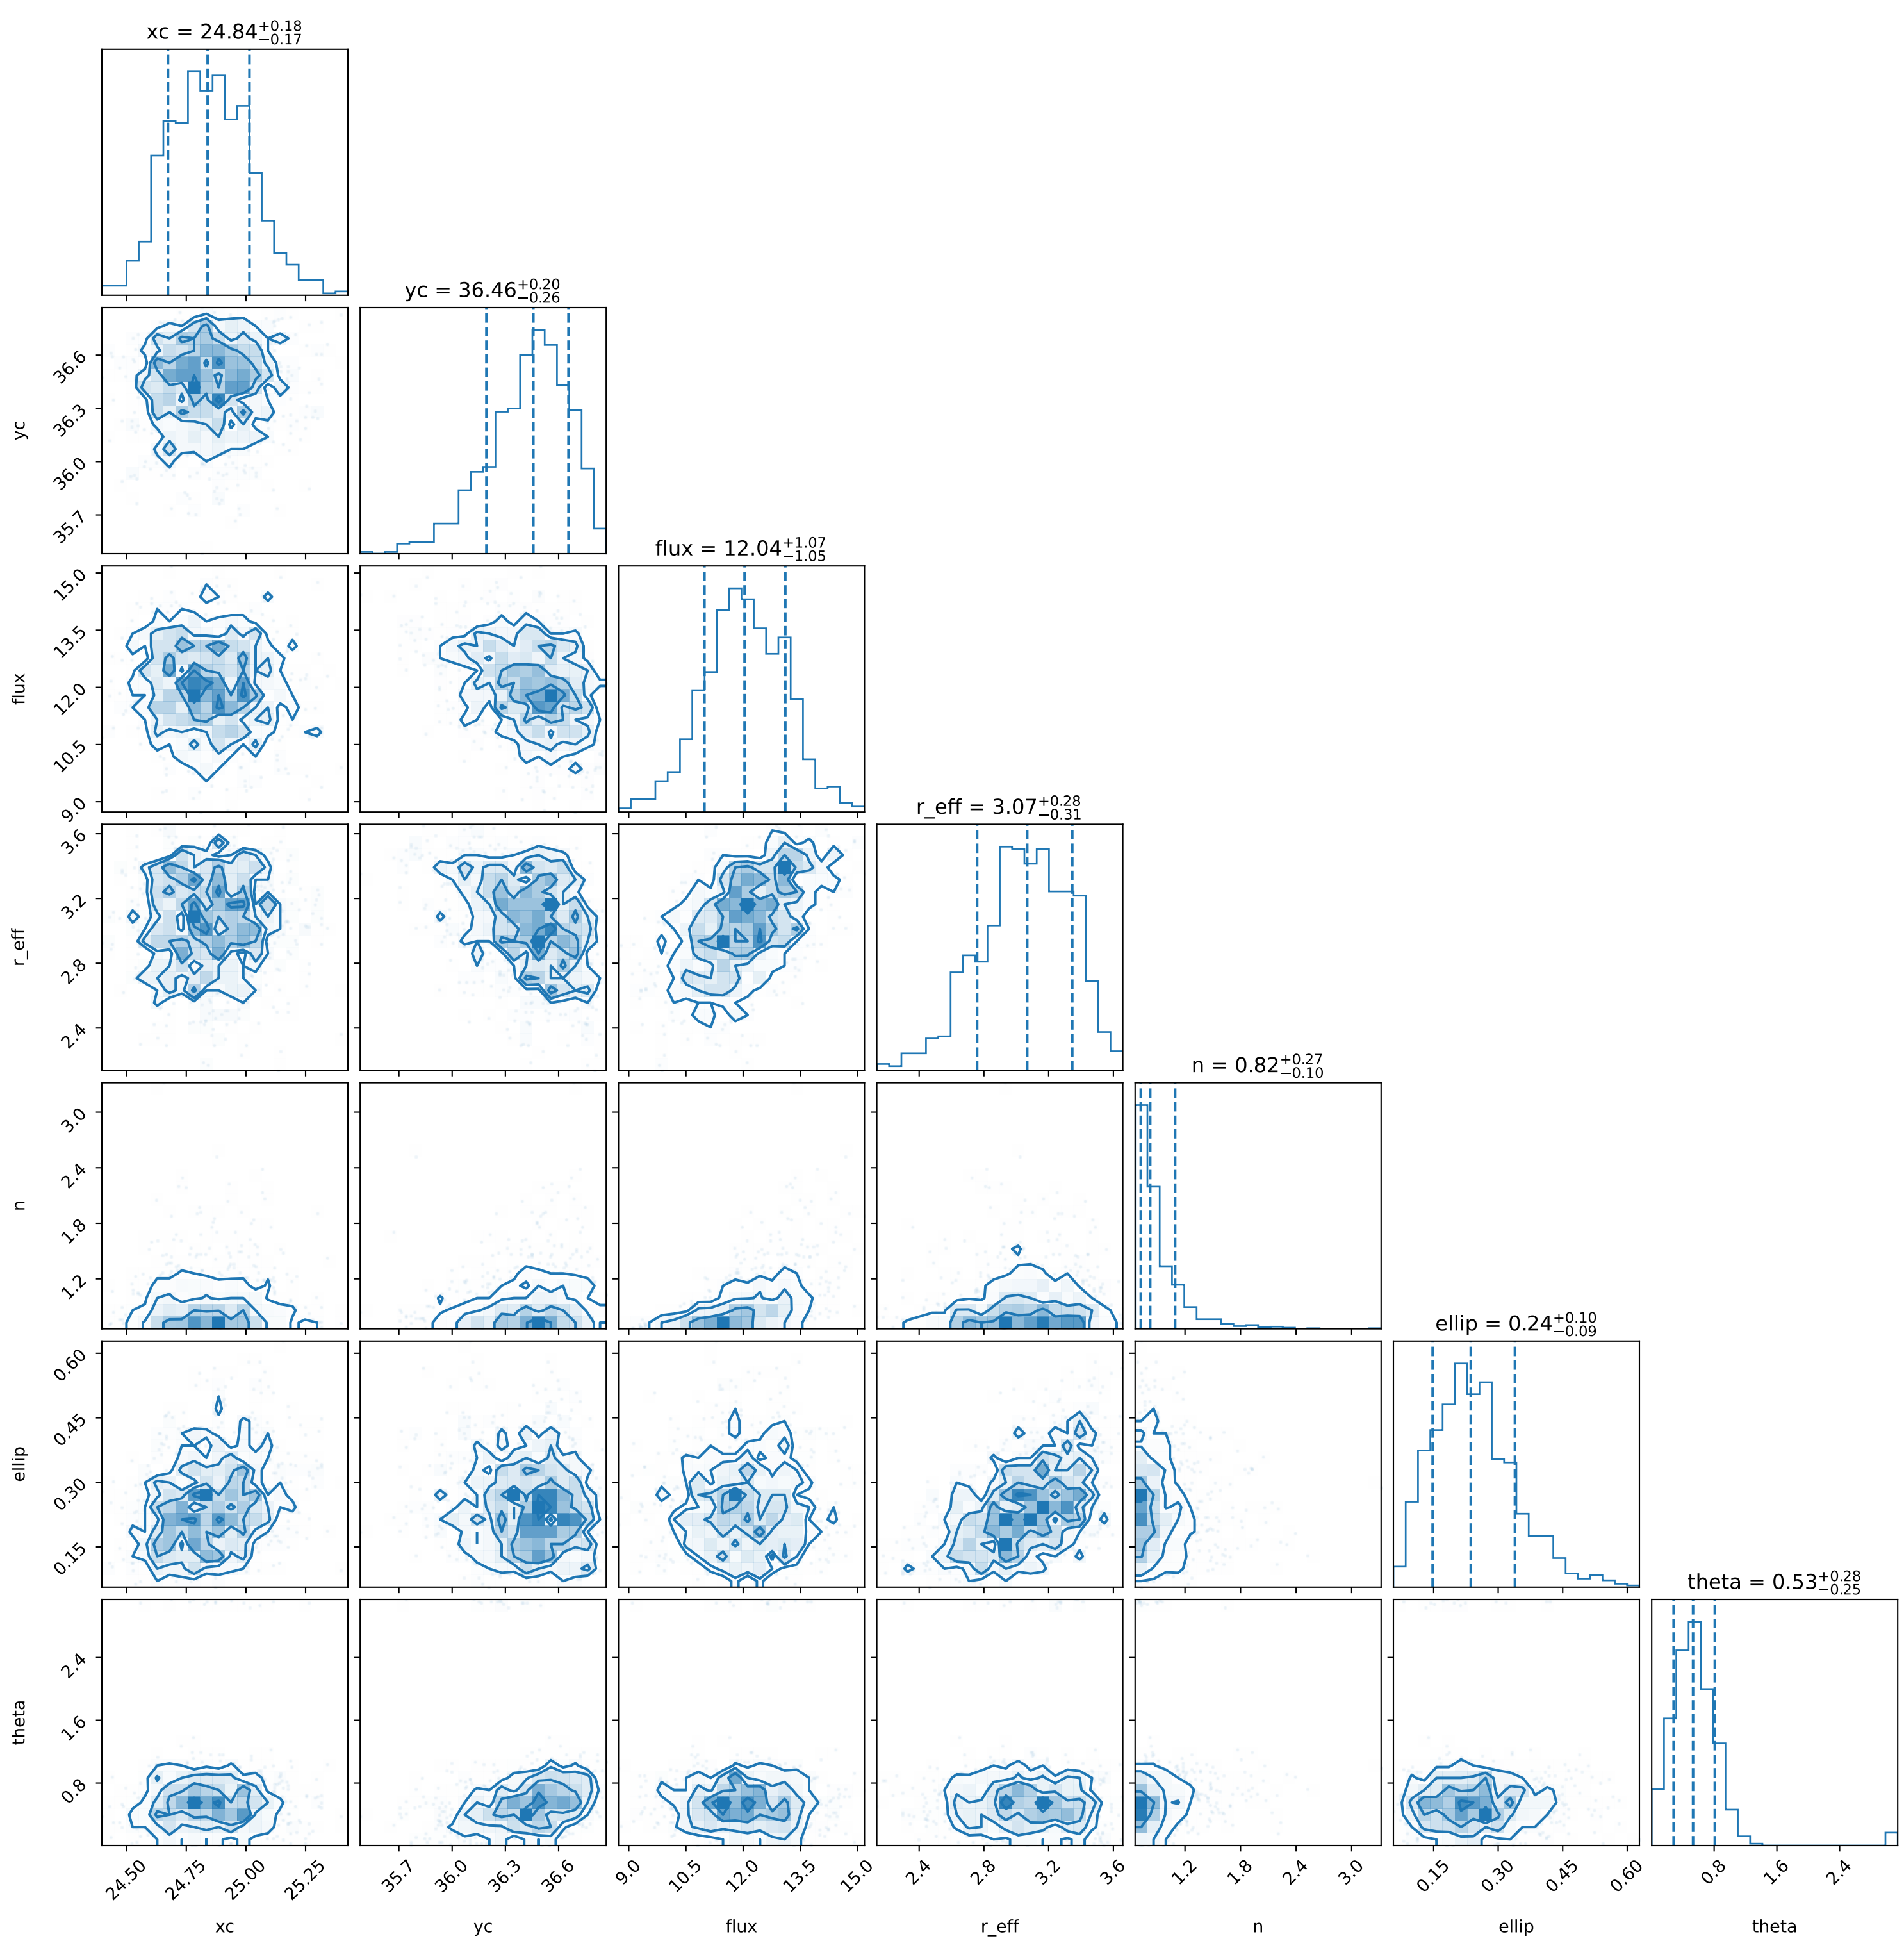 xc = 24.84+0.18−0.17
yc = 36.46+0.20−0.26
yc
36.6
36.3
36.0
35.7
flux = 12.04+1.07−1.05
flux
15.0
13.5
12.0
10.5
9.0
r_eff = 3.07+0.28−0.31
r_eff
3.6
3.2
2.8
2.4
n = 0.82+0.27−0.10
n
3.0
2.4
1.8
1.2
ellip = 0.24+0.10−0.09
ellip
0.60
0.45
0.30
0.15
theta = 0.53+0.28−0.25
theta
2.4
1.6
0.8
24.50 24.75 25.00 25.25 35.7 36.0 36.3 36.6 9.0 10.5 12.0 13.5 15.0 2.4 2.8 3.2 3.6 1.2 1.8 2.4 3.0 0.15 0.30 0.45 0.60 0.8 1.6 2.4
xc yc flux r_eff n ellip theta